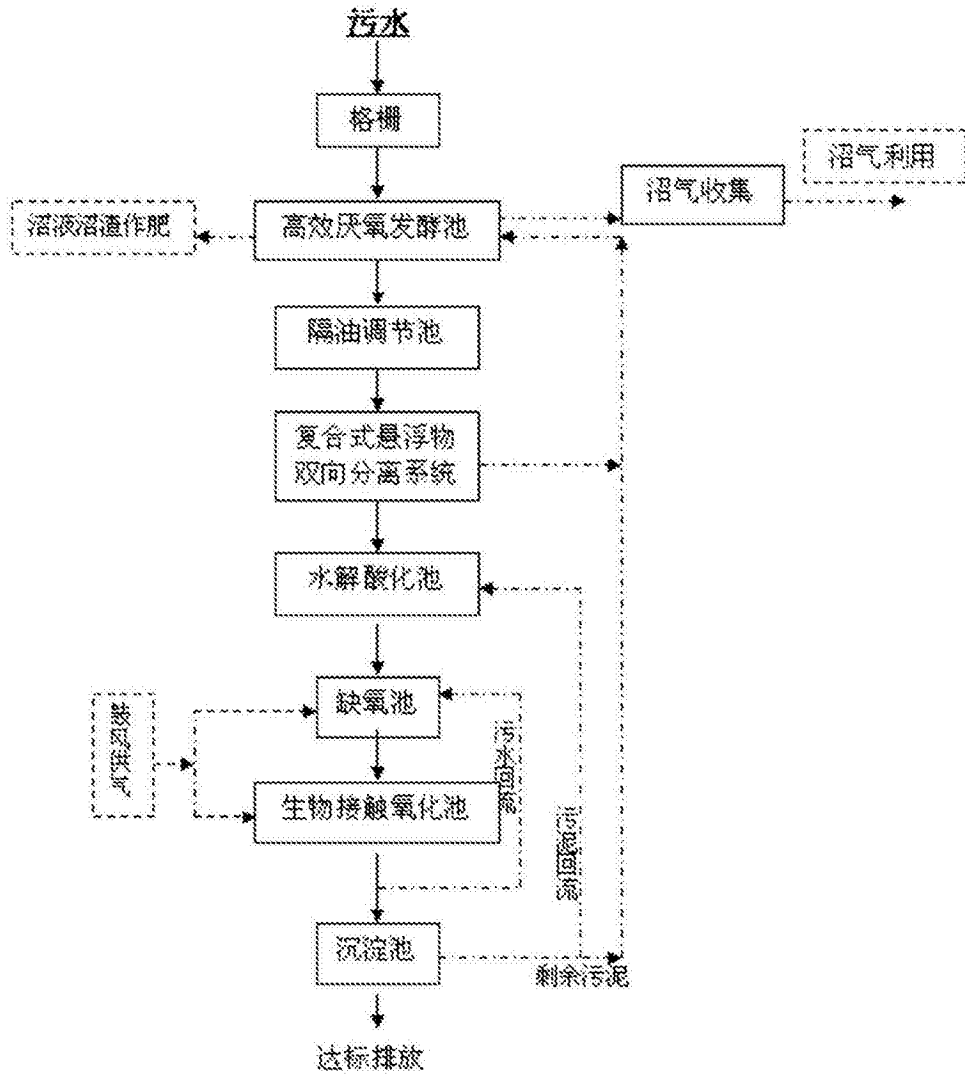 污水
格栅
沼气利用
沼气收集
沼液沼渣作肥
高效厌氧发酵池
隔油调节池
复合式悬浮物
双向分离系统
水解酸化池
缺氧池
鼓风供气
污水回流
生物接触氧化池
污泥回流
沉淀池
剩余污泥
达标排放